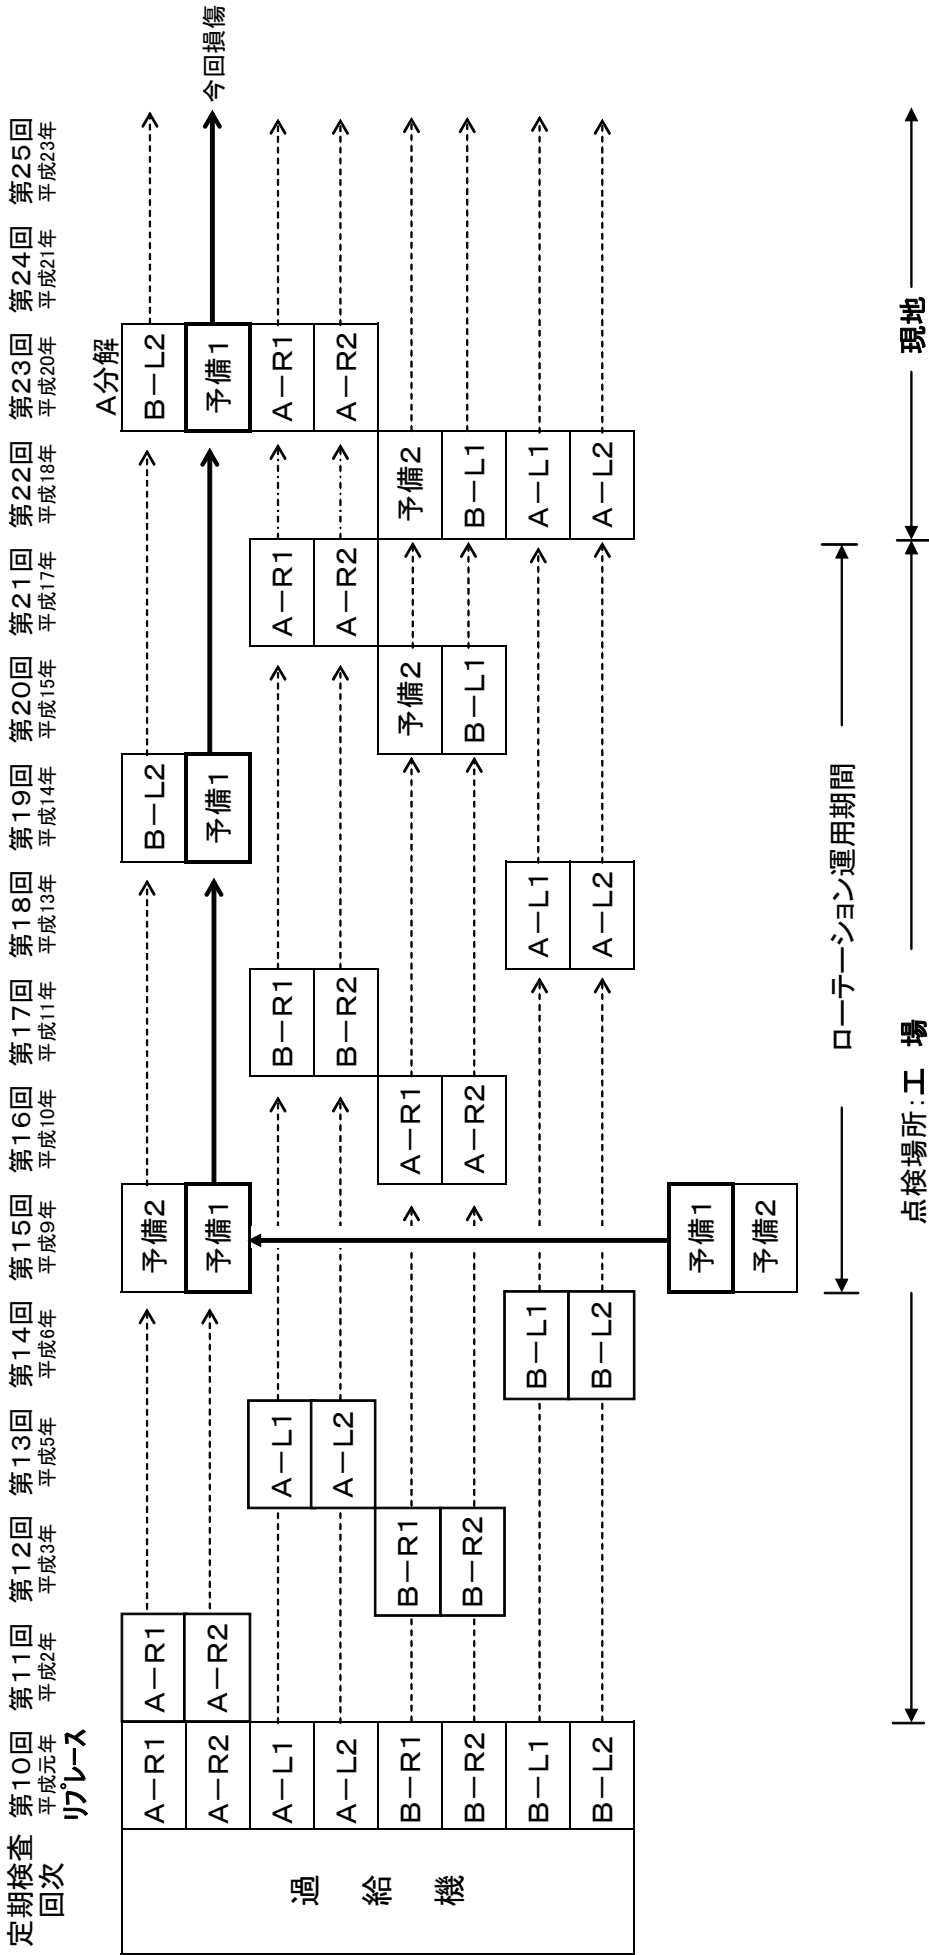 定期検査
回次
第10回
平成元年
リプレース
第11回
平成2年
第12回
平成3年
第13回
平成5年
第14回
平成6年
第15回
平成9年
第16回
平成10年
第17回
平成11年
第18回
平成13年
第19回
平成14年
第20回
平成15年
第21回
平成17年
第22回
平成18年
第23回
平成20年
第24回
平成21年
第25回
平成23年
A分解
過給機
A－R1
A－R1
予備2
B－L2
B－L2
A－R2
A－R2
予備1
予備1
予備1
今回損傷
A－L1
A－L1
B－R1
A－R1
A－R1
A－L2
A－L2
B－R2
A－R2
A－R2
B－R1
B－R1
A－R1
予備2
予備2
B－R2
B－R2
A－R2
B－L1
B－L1
B－L1
B－L1
A－L1
A－L1
B－L2
B－L2
A－L2
A－L2
予備1
予備2
ローテーション運用期間
点検場所：工 場
現地